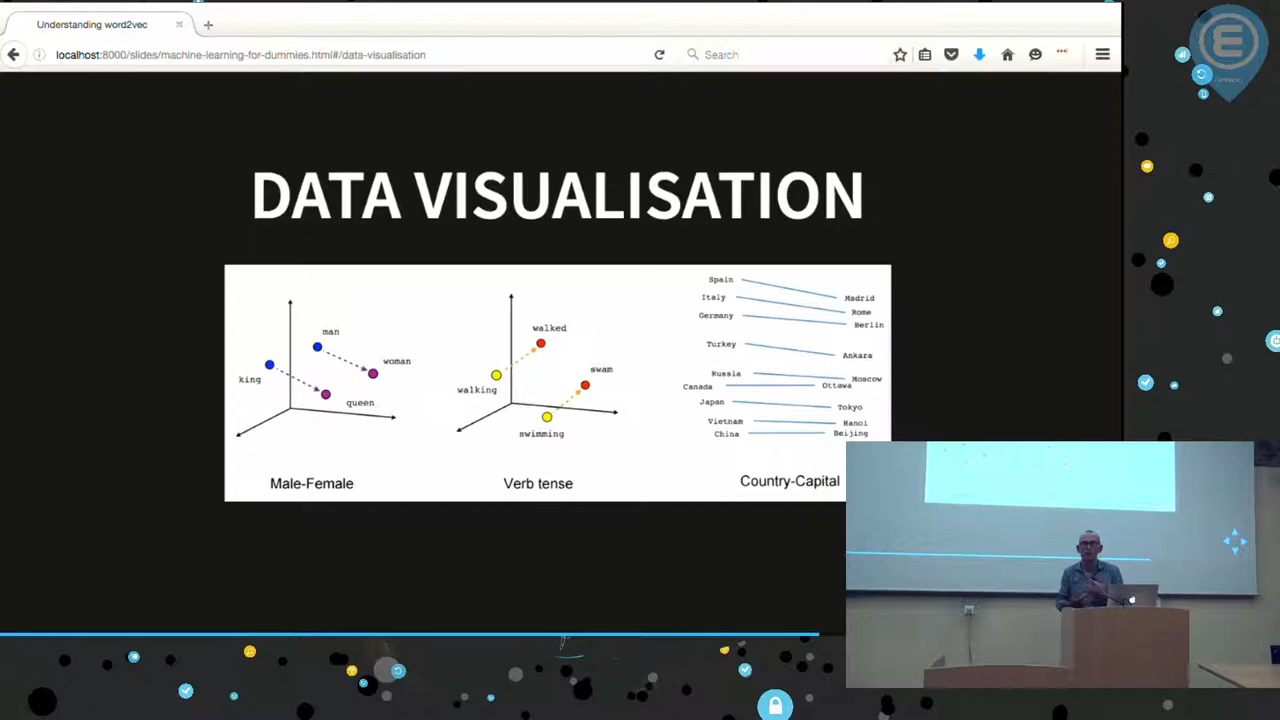 Understanding word2vec
localhost:8000/slides/machine-learning-for-dummies.html#/data-visualisation
Search
DATA VISUALISATION
man
woman
king
queen
Male-Female
walked
swam
walking
swimming
Verb tense
Spain Madrid
Italy Rome
Germany Berlin
Turkey Ankara
Russia Moscow
Canada Ottawa
Japan Tokyo
Vietnam Hanoi
China Beijing
Country-Capital